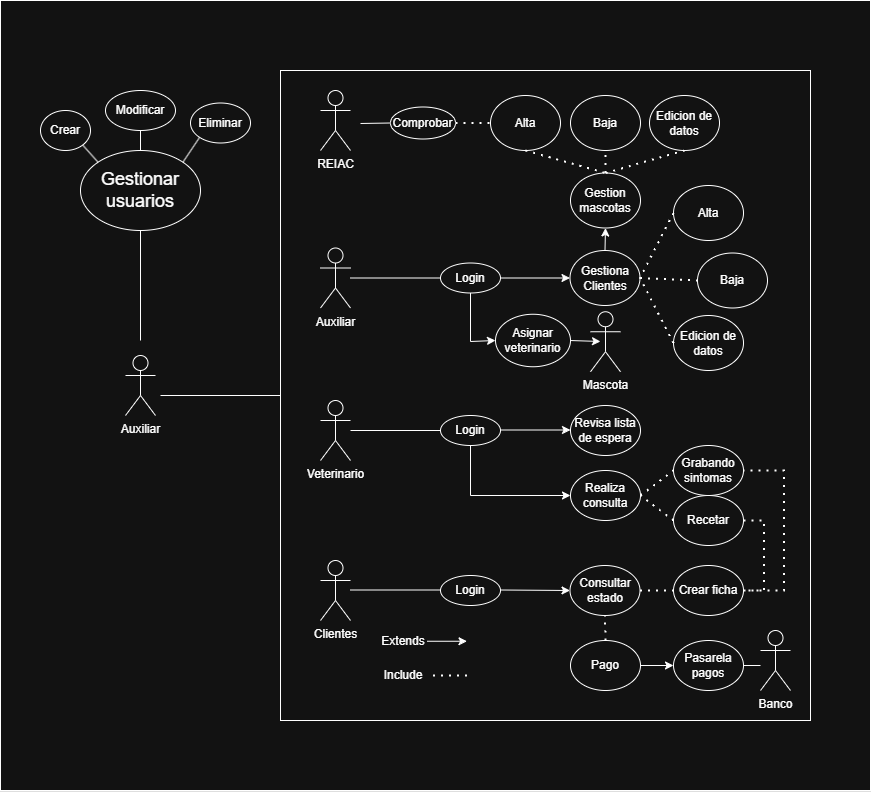 Modificar
Crear
Eliminar
Gestionar
usuarios
Auxiliar
REIAC
Comprobar
Alta
Baja
Edicion de
datos
Gestion
mascotas
Auxiliar
Login
Gestiona
Clientes
Alta
Baja
Edicion de
datos
Asignar
veterinario
Mascota
Veterinario
Login
Revisa lista
de espera
Realiza
consulta
Grabando
sintomas
Recetar
Clientes
Login
Consultar
estado
Crear ficha
Extends
Include
Pago
Pasarela
pagos
Banco